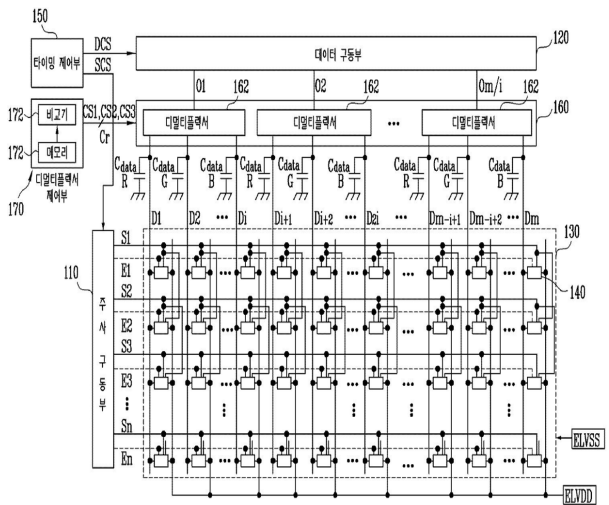 150
DCS
SCS
타이밍 제어부
데이터 구동부
120
O1
O2
Om/i
162
162
162
160
172
비교기
CS1,CS2,CS3
Cr
172
메모리
170
디멀티플렉서
제어부
디멀티플렉서
디멀티플렉서
•••
디멀티플렉서
Cdata
R
Cdata
G
Cdata
B
Cdata
R
Cdata
G
Cdata
B
Cdata
R
Cdata
G
Cdata
B
D1
D2
•••
Di
Di+1
Di+2
•••
D2i
Dm-i+1
Dm-i+2
•••
Dm
130
110
주사 구동부
S1
E1
S2
140
E2
S3
E3
Sn
En
ELVSS
ELVDD